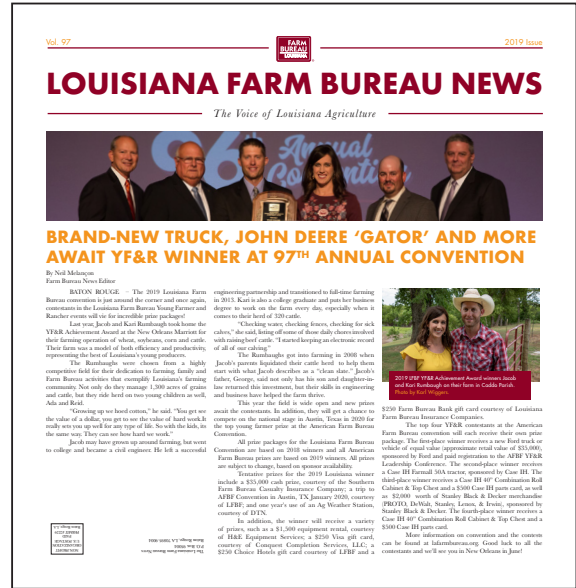 Vol. 97
FARM
BUREAU
LOUISIANA
2019 Issue
LOUISIANA FARM BUREAU NEWS
The Voice of Louisiana Agriculture
96
Annual
Convention
BRAND-NEW TRUCK, JOHN DEERE ‘GATOR’ AND MORE
AWAIT YF&R WINNER AT 97TH ANNUAL CONVENTION
By Neil Melançon
Farm Bureau News Editor
BATON ROUGE – The 2019 Louisiana Farm
Bureau convention is just around the corner and once again,
contestants in the Louisiana Farm Bureau Young Farmer and
Rancher events will vie for incredible prize packages!
Last year, Jacob and Kari Rumbaugh took home the
YF&R Achievement Award at the New Orleans Marriott for
their farming operation of wheat, soybeans, corn and cattle.
Their farm was a model of both efficiency and productivity,
representing the best of Louisiana's young producers.
The Rumbaughs were chosen from a highly
competitive field for their dedication to farming, family and
Farm Bureau activities that exemplify Louisiana's farming
community. Not only do they manage 1,300 acres of grains
and cattle, but they ride herd on two young children as well,
Ada and Reid.
"Growing up we hoed cotton," he said. "You get see
the value of a dollar, you get to see the value of hard work.It
really sets you up well for any type of life. So with the kids, its
the same way. They can see how hard we work."
Jacob may have grown up around farming, but went
to college and became a civil engineer. He left a successful
engineering partnership and transitioned to full-time farming
in 2013. Kari is also a college graduate and puts her business
degree to work on the farm every day, especially when it
comes to their herd of 320 cattle.
"Checking water, checking fences, checking for sick
calves," she said, listing off some of those daily chores involved
with raising beef cattle. "I started keeping an electronic record
of all of our calving."
The Rumbaughs got into farming in 2008 when
Jacob's parents liquidated their cattle herd to help them
start with what Jacob describes as a "clean slate." Jacob's
father, George, said not only has his son and daughter-in-
law returned this investment, but their skills in engineering
and business have helped the farm thrive.
This year the field is wide open and new prizes
await the contestants. In addition, they will get a chance to
compete on the national stage in Austin, Texas in 2020 for
the top young farmer prize at the American Farm Bureau
Convention.
All prize packages for the Louisiana Farm Bureau
Convention are based on 2018 winners and all American
Farm Bureau prizes are based on 2019 winners. All prizes
are subject to change, based on sponsor availability.
Tentative prizes for the 2019 Louisiana winner
include a $35,000 cash prize, courtesy of the Southern
Farm Bureau Casualty Insurance Company; a trip to
AFBF Convention in Austin, TX January 2020, courtesy
of LFBF; and one year's use of an Ag Weather Station,
courtesy of DTN.
In addition, the winner will receive a variety
of prizes, such as a $1,500 equipment rental, courtesy
of H&E Equipment Services; a $250 Visa gift card,
courtesy of Conquest Completion Services, LLC; a
$250 Choice Hotels gift card courtesy of LFBF and a
2019 LFBF YF&R Achievement Award winners Jacob
and Kari Rumbaugh on their farm in Caddo Parish.
Photo by Karl Wiggers
$250 Farm Bureau Bank gift card courtesy of Louisiana
Farm Bureau Insurance Companies.
The top four YF&R contestants at the American
Farm Bureau convention will each receive their own prize
package. The first-place winner receives a new Ford truck or
vehicle of equal value (approximate retail value of $35,000),
sponsored by Ford and paid registration to the AFBF YF&R
Leadership Conference. The second-place winner receives
a Case IH Farmall 50A tractor, sponsored by Case IH. The
third-place winner receives a Case IH 40" Combination Roll
Cabinet & Top Chest and a $500 Case IH parts card, as well
as $2,000 worth of Stanley Black & Decker merchandise
(PROTO, DeWalt, Stanley, Lenox, & Irwin), sponsored by
Stanley Black & Decker. The fourth-place winner receives a
Case IH 40" Combination Roll Cabinet & Top Chest and a
$500 Case IH parts card.
More information on convention and the contests
can be found at lafarmbureau.org. Good luck to all the
contestants and we'll see you in New Orleans in June!
The Louisiana Farm Bureau News
P.O. Box 95004
Baton Rouge, LA 70895-9004
NONPROFIT
ORGANIZATION
U.S. POSTAGE
PAID